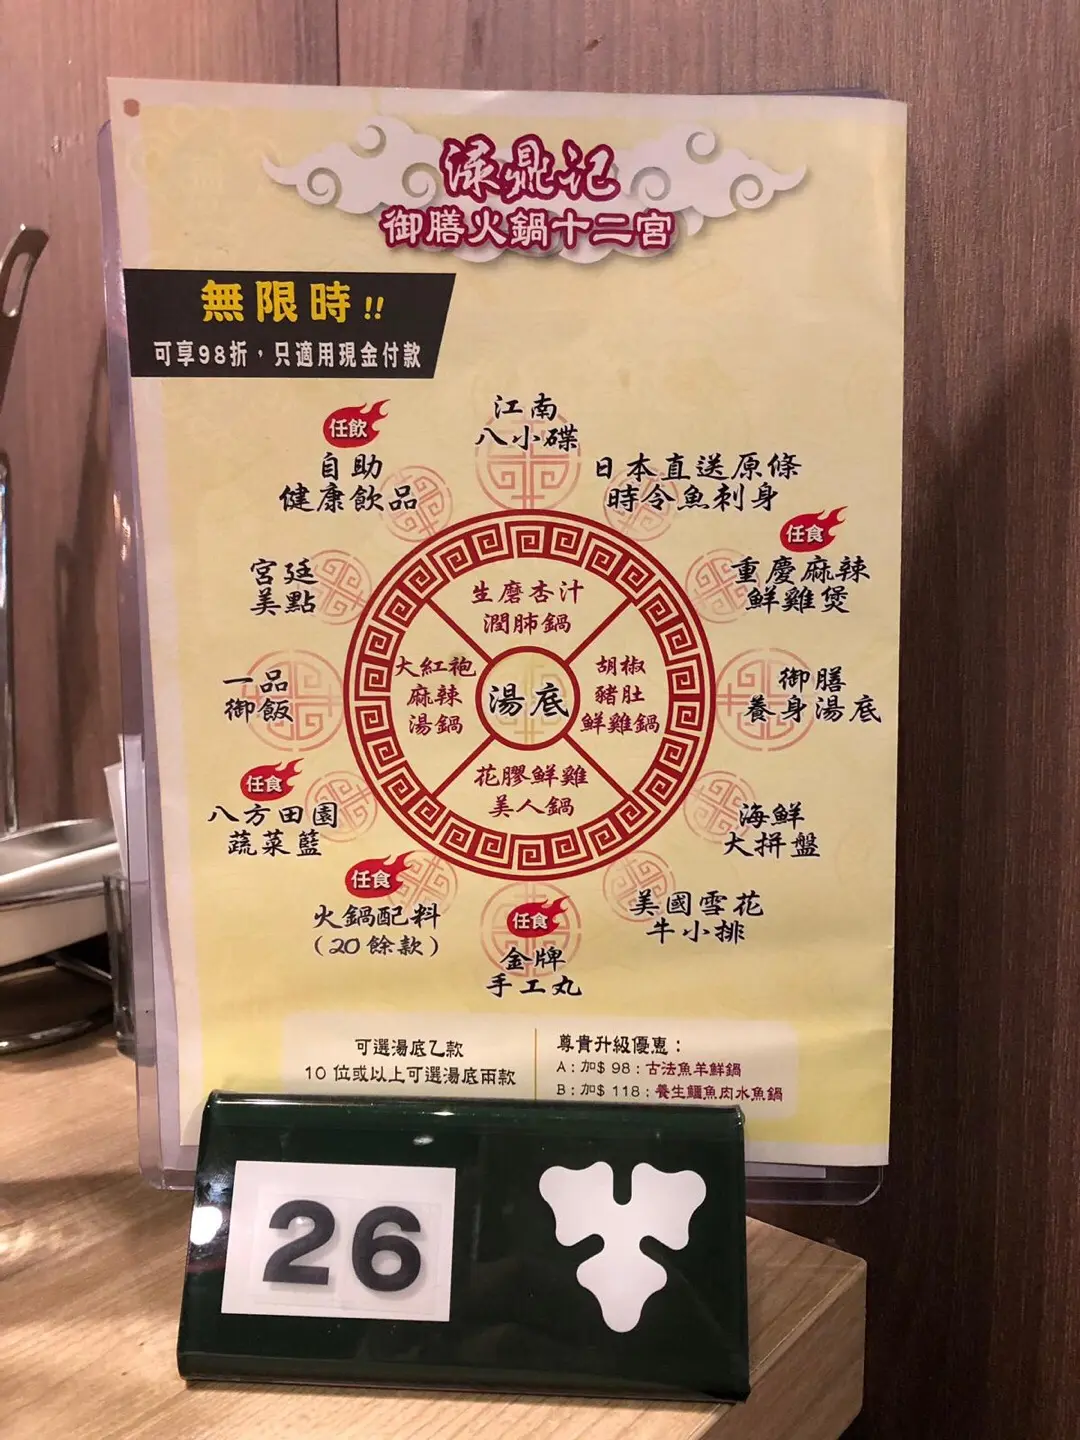 淥鼎记
御膳火鍋十二宮
無限時!!
可享98折，只適用現金付款
江南
八小碟
日本直送原條
時令魚刺身
任食
重慶麻辣
鮮雞煲
御膳
養身湯底
海鮮
大拼盤
美國雪花
牛小排
任食
金牌
手工丸
任食
火鍋配料
(20餘款)
任食
八方田園
蔬菜籃
一品
御飯
宮廷
美點
任飲
自助
健康飲品
生磨杏汁
潤肺鍋
胡椒
豬肚
鮮雞鍋
花膠鮮雞
美人鍋
大紅袍
麻辣
湯鍋
湯底
可選湯底乙款
10 位或以上可選湯底兩款
尊貴升級優惠：
A：加$ 98：古法魚羊鮮鍋
B：加$ 118：養生鱷魚肉水魚鍋
26